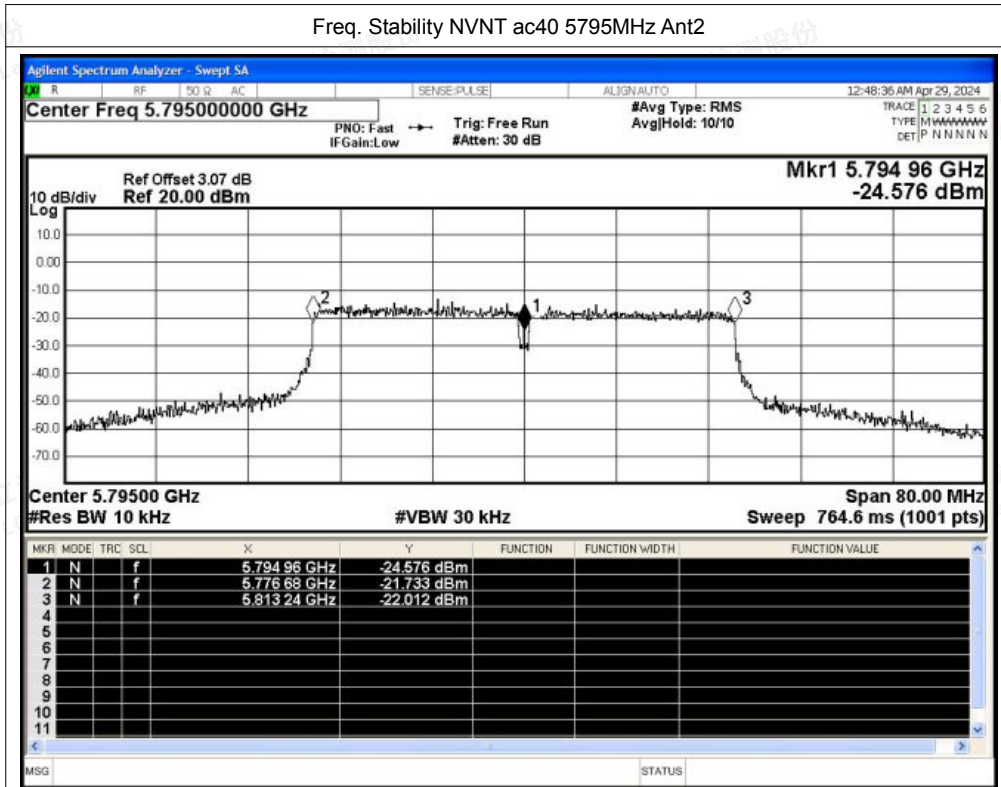 Freq. Stability NVNT ac40 5795MHz Ant2
Agilent Spectrum Analyzer - Swept SA
LXI R RF 50 Ω AC SENSE:PULSE ALIGNAUTO 12:48:36 AM Apr 29, 2024
Center Freq 5.795000000 GHz
PNO: Fast
IFGain:Low
Trig: Free Run
#Atten: 30 dB
#Avg Type: RMS
Avg|Hold: 10/10
TRACE 1 2 3 4 5 6
TYPE M WWWWW
DET P N N N N N
Mkr1 5.794 96 GHz
-24.576 dBm
Ref Offset 3.07 dB
10 dB/div Ref 20.00 dBm
Log
10.0
0.00
-10.0
-20.0
-30.0
-40.0
-50.0
-60.0
-70.0
2
1
3
Center 5.79500 GHz Span 80.00 MHz
#Res BW 10 kHz #VBW 30 kHz Sweep 764.6 ms (1001 pts)
MKR MODE TRC SCL X Y FUNCTION FUNCTION WIDTH FUNCTION VALUE
1 N f 5.794 96 GHz -24.576 dBm
2 N f 5.776 68 GHz -21.733 dBm
3 N f 5.813 24 GHz -22.012 dBm
4
5
6
7
8
9
10
11
MSG STATUS